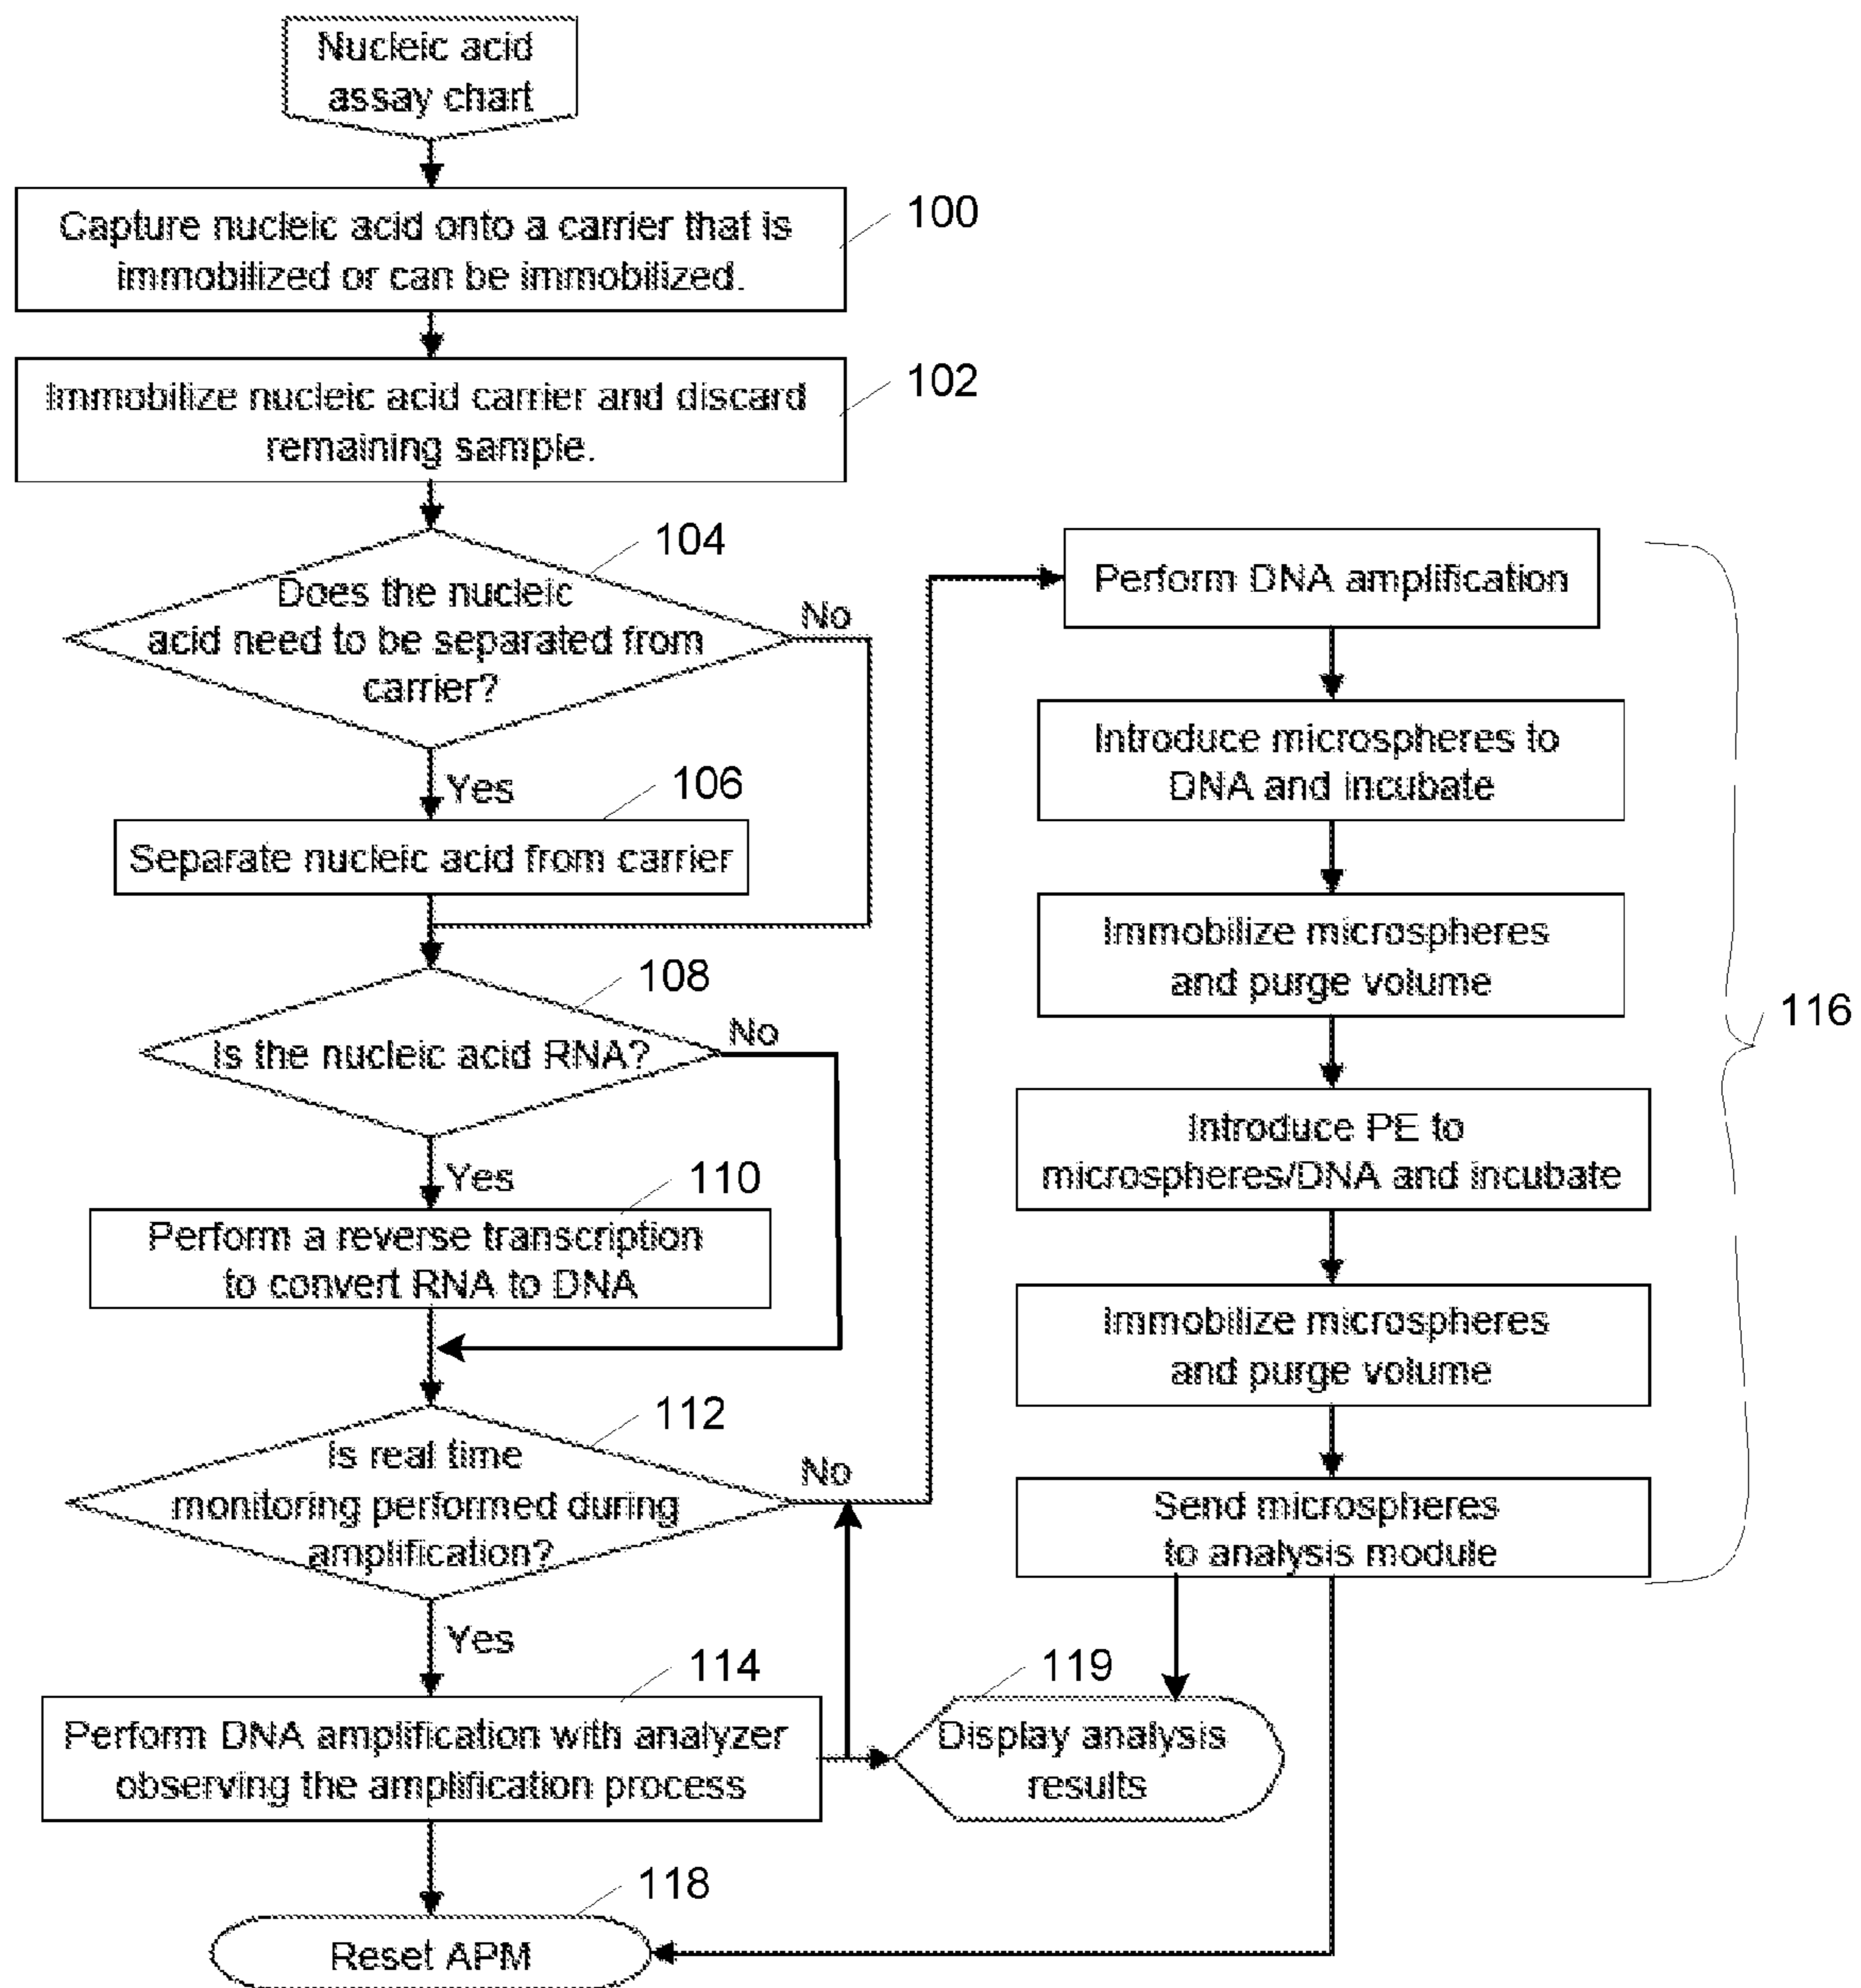 Nucleic acid
assay chart
Capture nucleic acid onto a carrier that is
immobilized or can be immobilized.
100
Immobilize nucleic acid carrier and discard
remaining sample.
102
104
Does the nucleic
acid need to be separated from
carrier?
No
Yes
106
Separate nucleic acid from carrier
108
Is the nucleic acid RNA?
No
Yes
110
Perform a reverse transcription
to convert RNA to DNA
112
Is real time
monitoring performed during
amplification?
No
Yes
114
Perform DNA amplification with analyzer
observing the amplification process
118
Reset APM
Perform DNA amplification
Introduce microspheres to
DNA and incubate
Immobilize microspheres
and purge volume
Introduce PE to
microspheres/DNA and incubate
Immobilize microspheres
and purge volume
Send microspheres
to analysis module
116
119
Display analysis
results